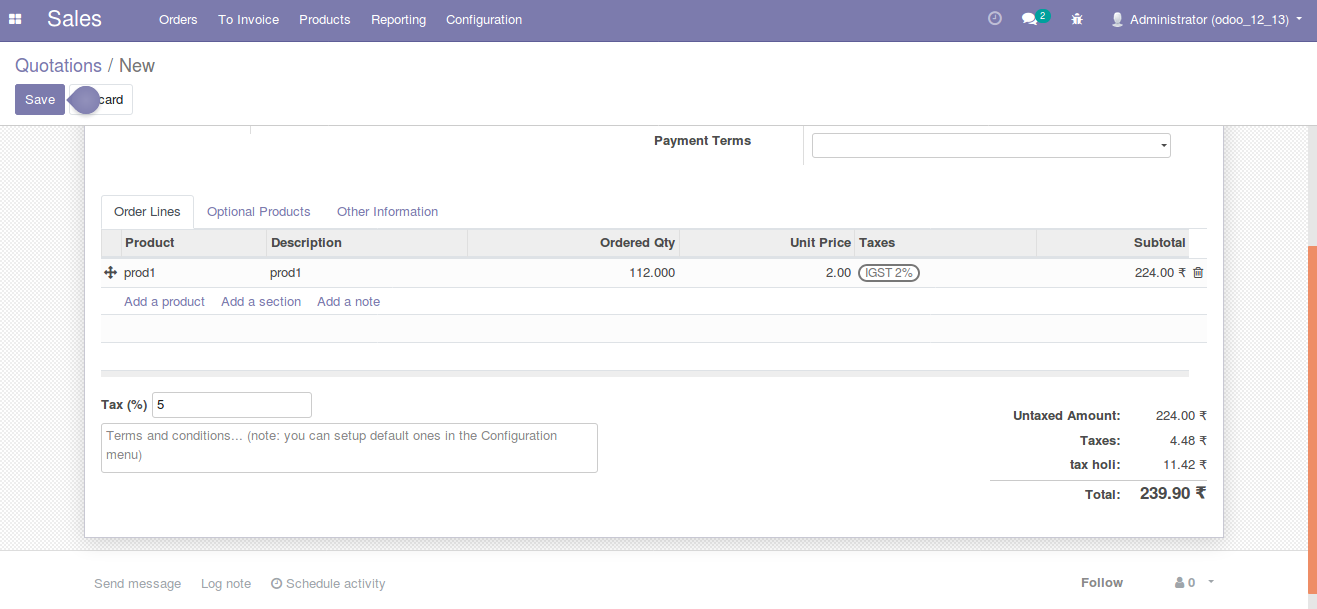 Sales Orders To Invoice Products Reporting Configuration 2 Administrator (odoo_12_13)
Quotations / New
Save card
Payment Terms
Order Lines Optional Products Other Information
Product Description Ordered Qty Unit Price Taxes Subtotal
prod1 prod1 112.000 2.00 IGST 2% 224.00 ₹
Add a product Add a section Add a note
Tax (%) 5
Terms and conditions... (note: you can setup default ones in the Configuration
menu)
Untaxed Amount: 224.00 ₹
Taxes: 4.48 ₹
tax holi: 11.42 ₹
Total: 239.90 ₹
Send message Log note Schedule activity Follow 0